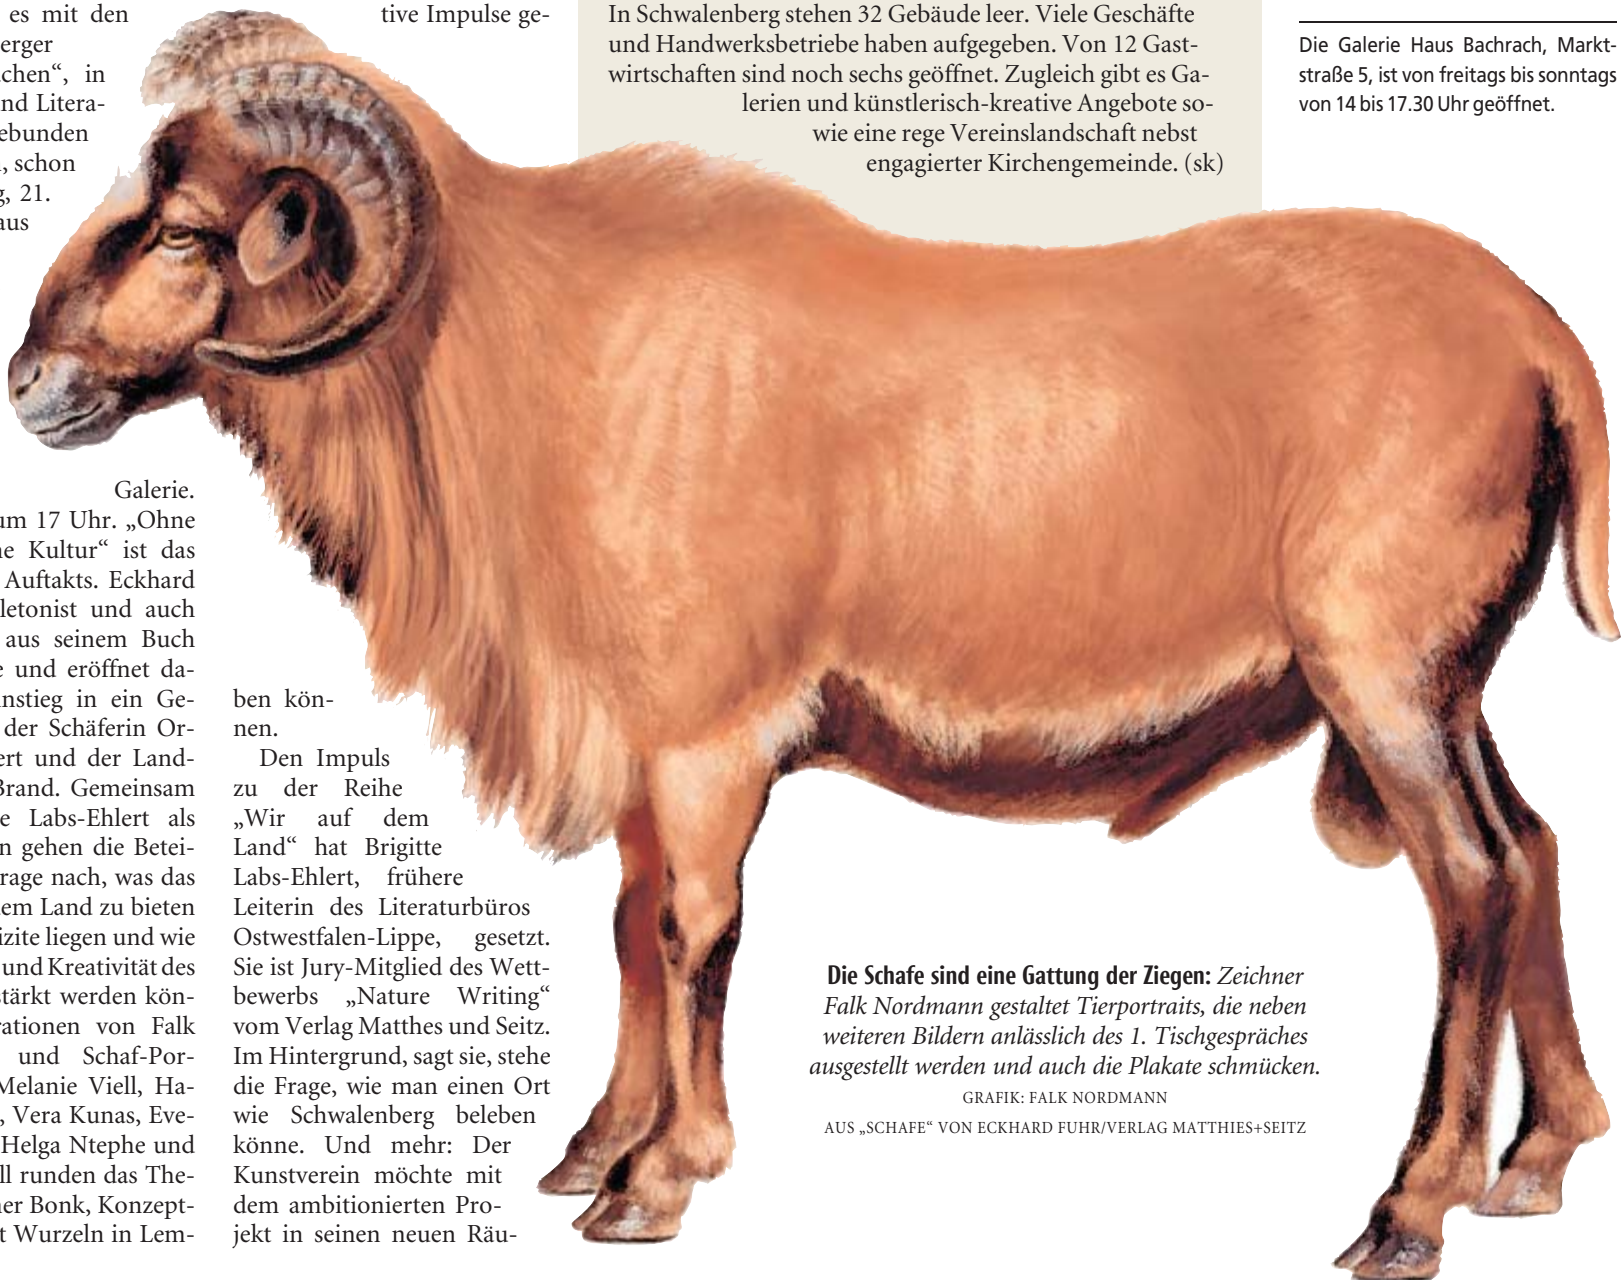 es mit den
erger
chen“, in
nd Litera-
ebunden
, schon
g, 21.
aus
Galerie.
um 17 Uhr. „Ohne
ne Kultur“ ist das
Auftakts. Eckhard
letonist und auch
aus seinem Buch
e und eröffnet da-
nstieg in ein Ge-
der Schäferin Or-
ert und der Land-
Brand. Gemeinsam
e Labs-Ehlert als
n gehen die Betei-
rage nach, was das
em Land zu bieten
izite liegen und wie
und Kreativität des
stärkt werden kön-
rationen von Falk
und Schaf-Por-
Melanie Viell, Ha-
, Vera Kunas, Eve-
Helga Ntephe und
ll runden das The-
ner Bonk, Konzept-
t Wurzeln in Lem-
tive Impulse ge-
ben kön-
nen.
Den Impuls
zu der Reihe
„Wir auf dem
Land“ hat Brigitte
Labs-Ehlert, frühere
Leiterin des Literaturbüros
Ostwestfalen-Lippe, gesetzt.
Sie ist Jury-Mitglied des Wett-
bewerbs „Nature Writing“
vom Verlag Matthes und Seitz.
Im Hintergrund, sagt sie, stehe
die Frage, wie man einen Ort
wie Schwalenberg beleben
könne. Und mehr: Der
Kunstverein möchte mit
dem ambitionierten Pro-
jekt in seinen neuen Räu-
In Schwalenberg stehen 32 Gebäude leer. Viele Geschäfte
und Handwerksbetriebe haben aufgegeben. Von 12 Gast-
wirtschaften sind noch sechs geöffnet. Zugleich gibt es Ga-
lerien und künstlerisch-kreative Angebote so-
wie eine rege Vereinslandschaft nebst
engagierter Kirchengemeinde. (sk)
Die Galerie Haus Bachrach, Markt-
straße 5, ist von freitags bis sonntags
von 14 bis 17.30 Uhr geöffnet.
Die Schafe sind eine Gattung der Ziegen: Zeichner
Falk Nordmann gestaltet Tierportraits, die neben
weiteren Bildern anlässlich des 1. Tischgespräches
ausgestellt werden und auch die Plakate schmücken.
GRAFIK: FALK NORDMANN
AUS „SCHAFE“ VON ECKHARD FUHR/VERLAG MATTHIES+SEITZ